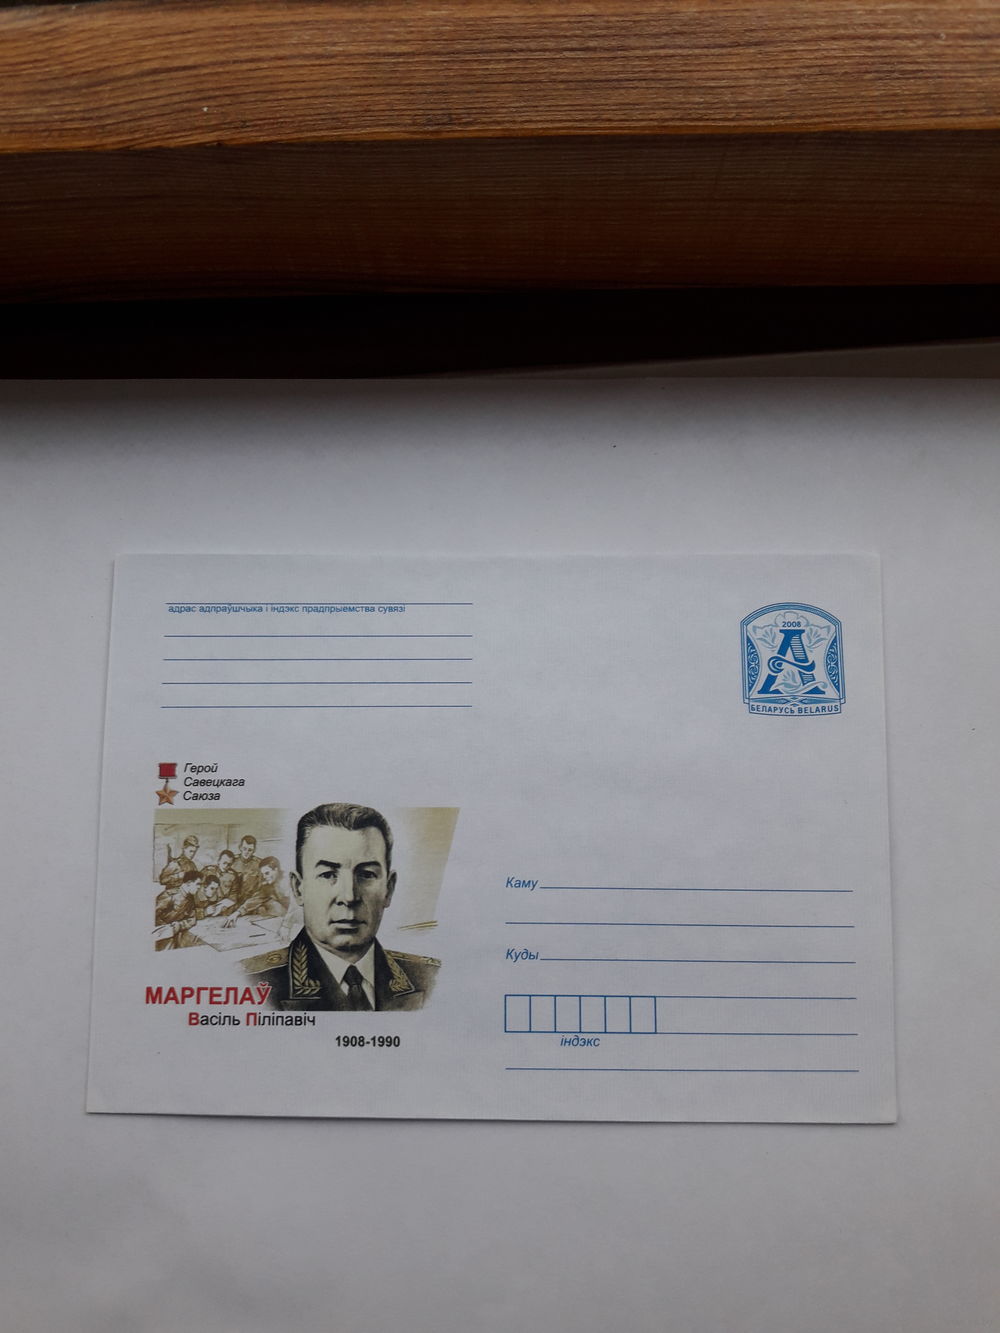 адрас адпраўшчыка і індэкс прадпрыемства сувязі
2008
А
БЕЛАРУСЬ BELARUS
Герой
Савецкага
Саюза
МАРГЕЛАЎ
Васіль Піліпавіч
1908-1990
Каму
Куды
індэкс